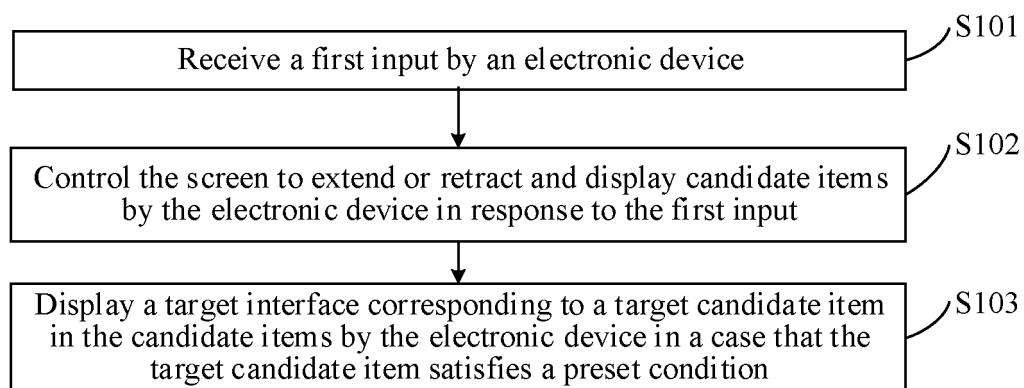 S101
Receive a first input by an electronic device
S102
Control the screen to extend or retract and display candidate items
by the electronic device in response to the first input
S103
Display a target interface corresponding to a target candidate item
in the candidate items by the electronic device in a case that the
target candidate item satisfies a preset condition